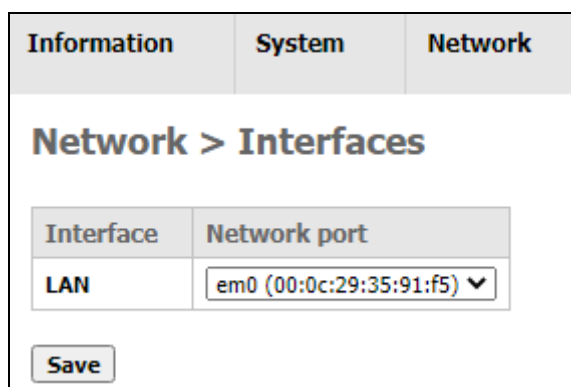 Information System Network
Network > Interfaces
Interface Network port
LAN em0 (00:0c:29:35:91:f5)
Save